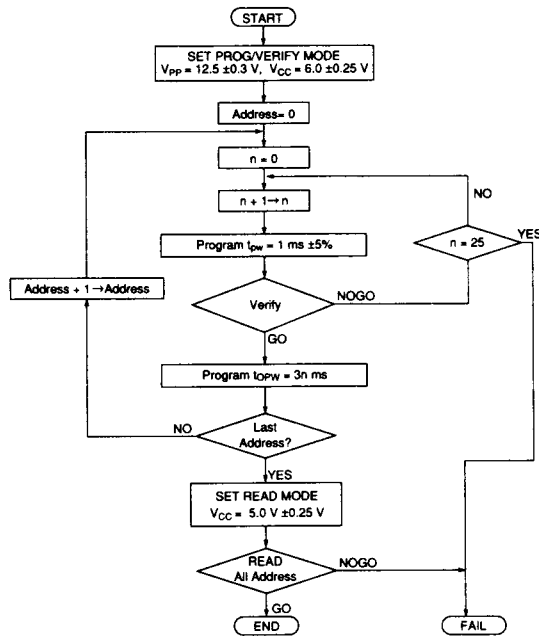 START
SET PROG/VERIFY MODE
VPP = 12.5 ±0.3 V, VCC = 6.0 ±0.25 V
Address= 0
n = 0
n + 1→n
NO
n = 25
YES
Program tpw = 1 ms ±5%
Address + 1→Address
Verify
NOGO
GO
Program tOPW = 3n ms
NO
Last
Address?
YES
SET READ MODE
VCC = 5.0 V ±0.25 V
READ
All Address
NOGO
GO
END
FAIL